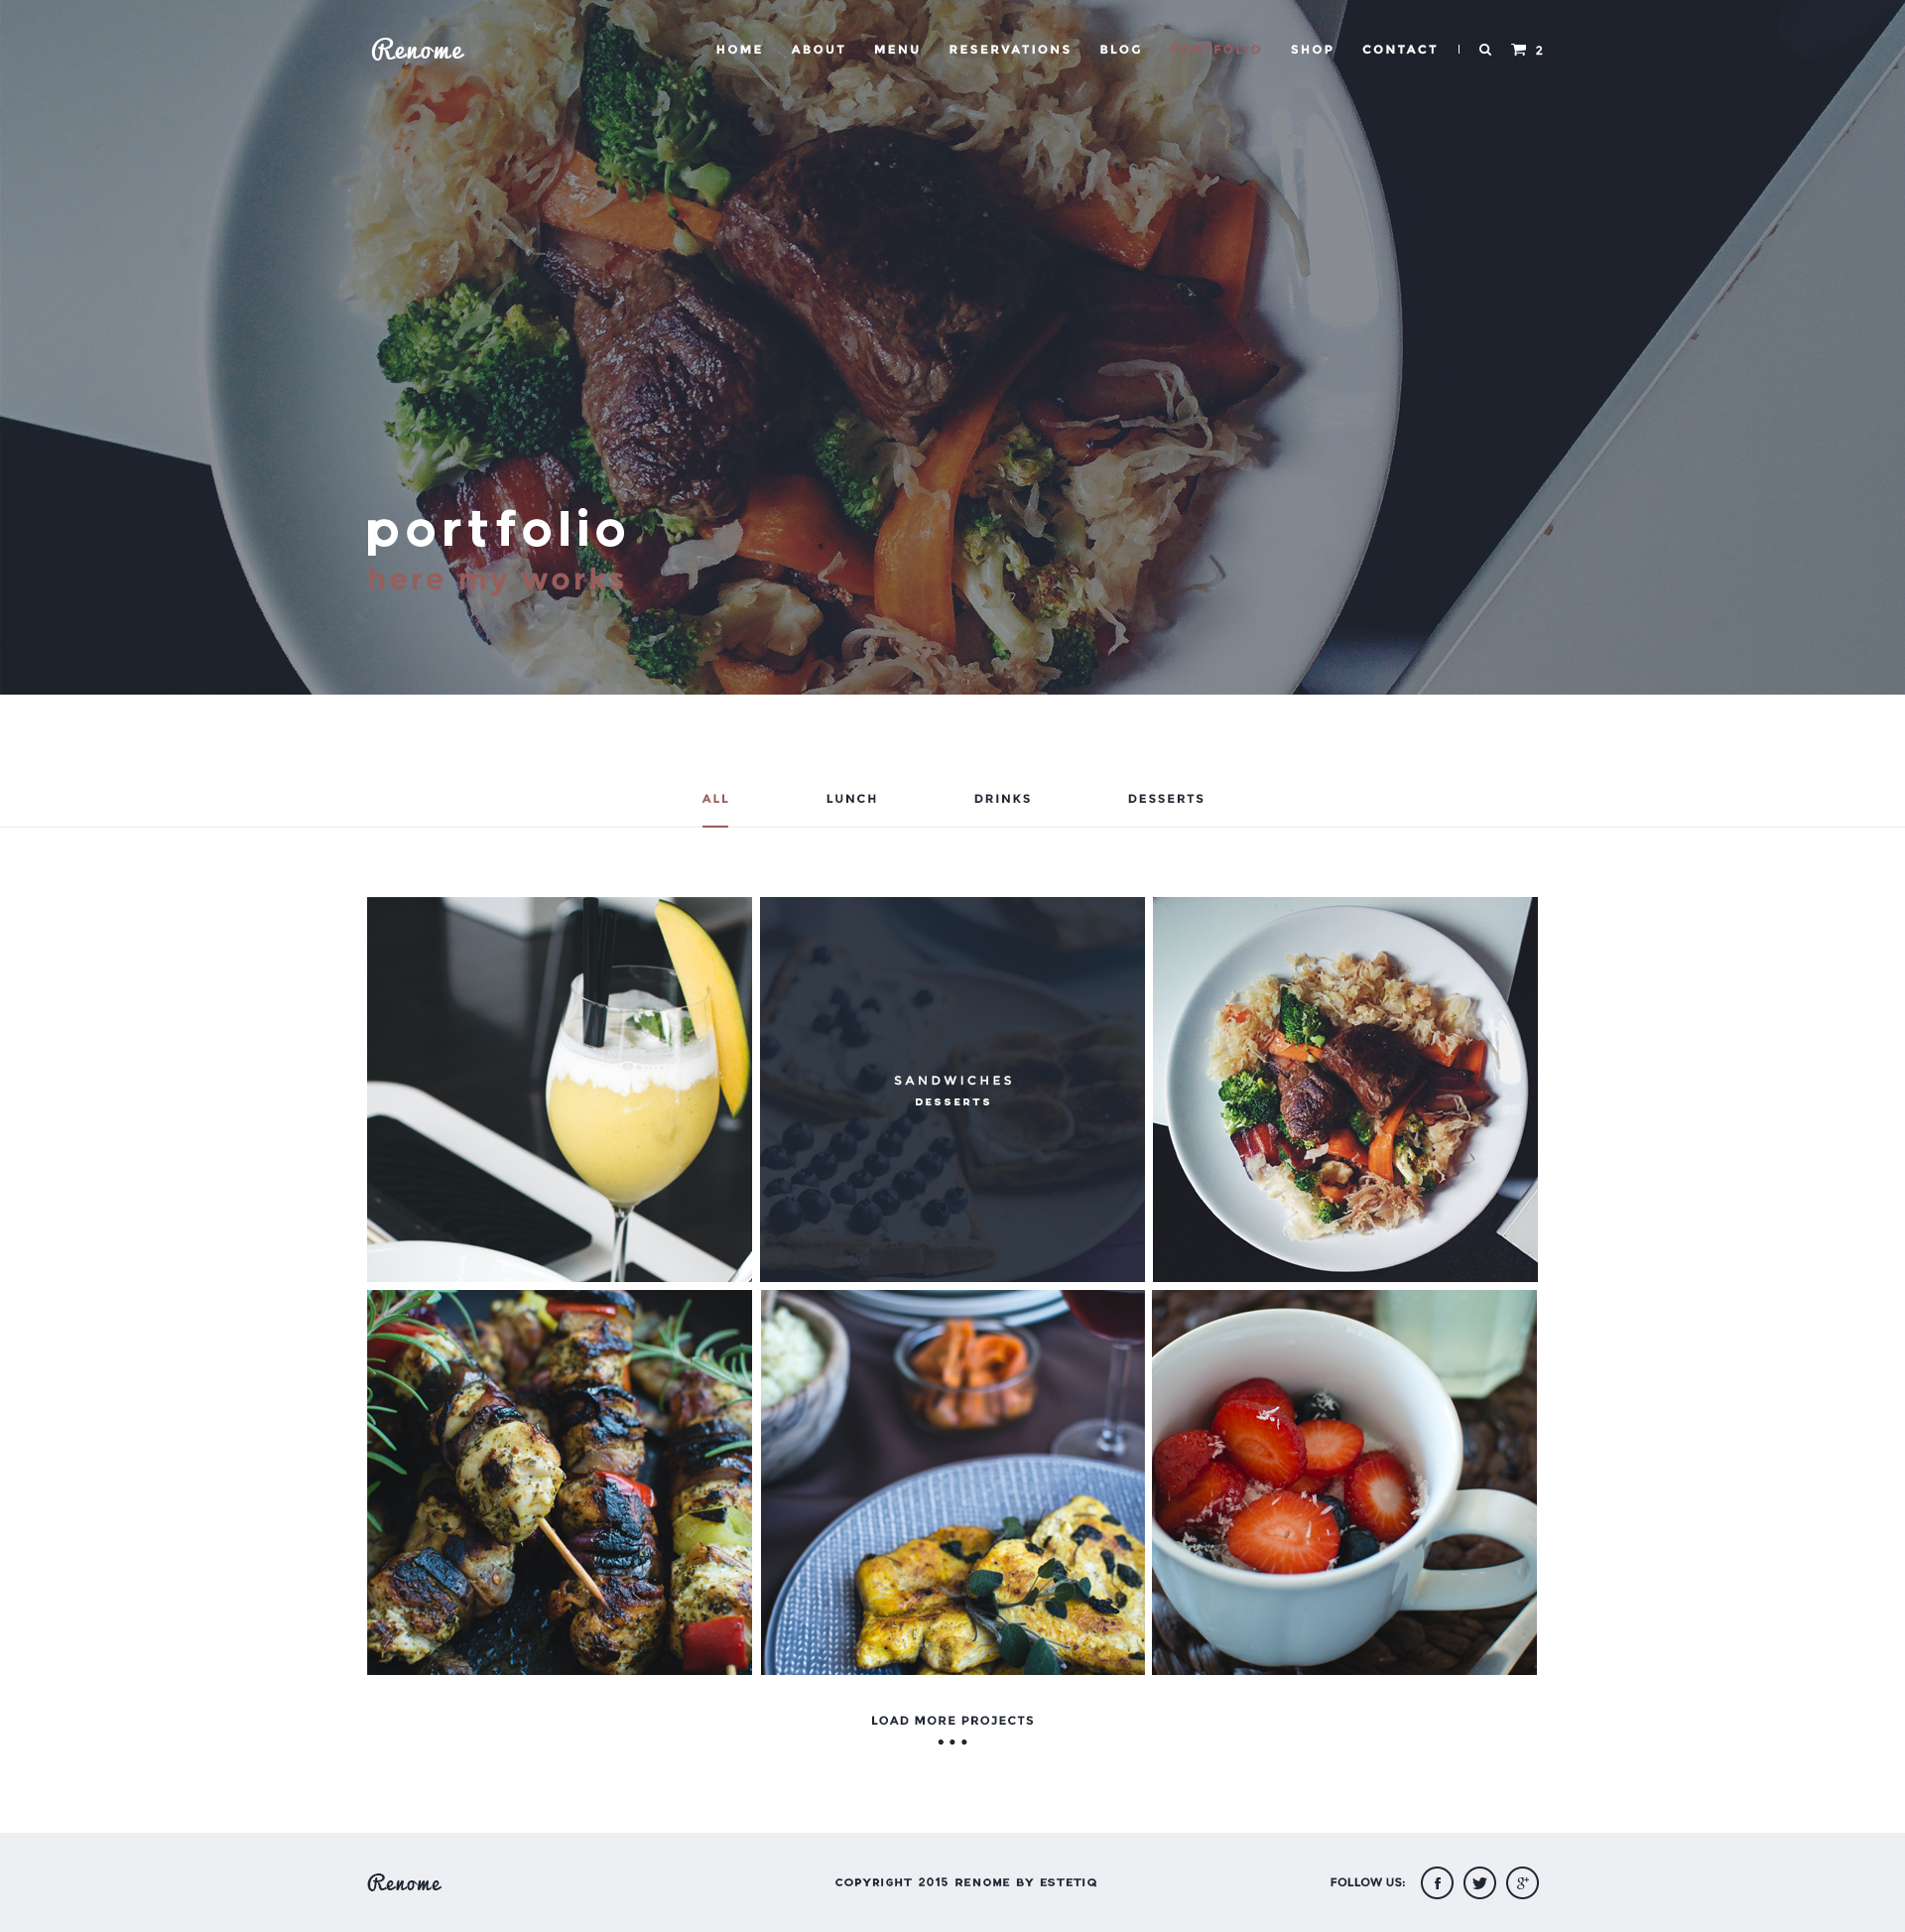 Renome
HOME ABOUT MENU RESERVATIONS BLOG PORTFOLIO SHOP CONTACT | 2
portfolio
here my works
ALL LUNCH DRINKS DESSERTS
SANDWICHES
DESSERTS
LOAD MORE PROJECTS
Renome COPYRIGHT 2015 RENOME BY ESTETIQ FOLLOW US: f g+